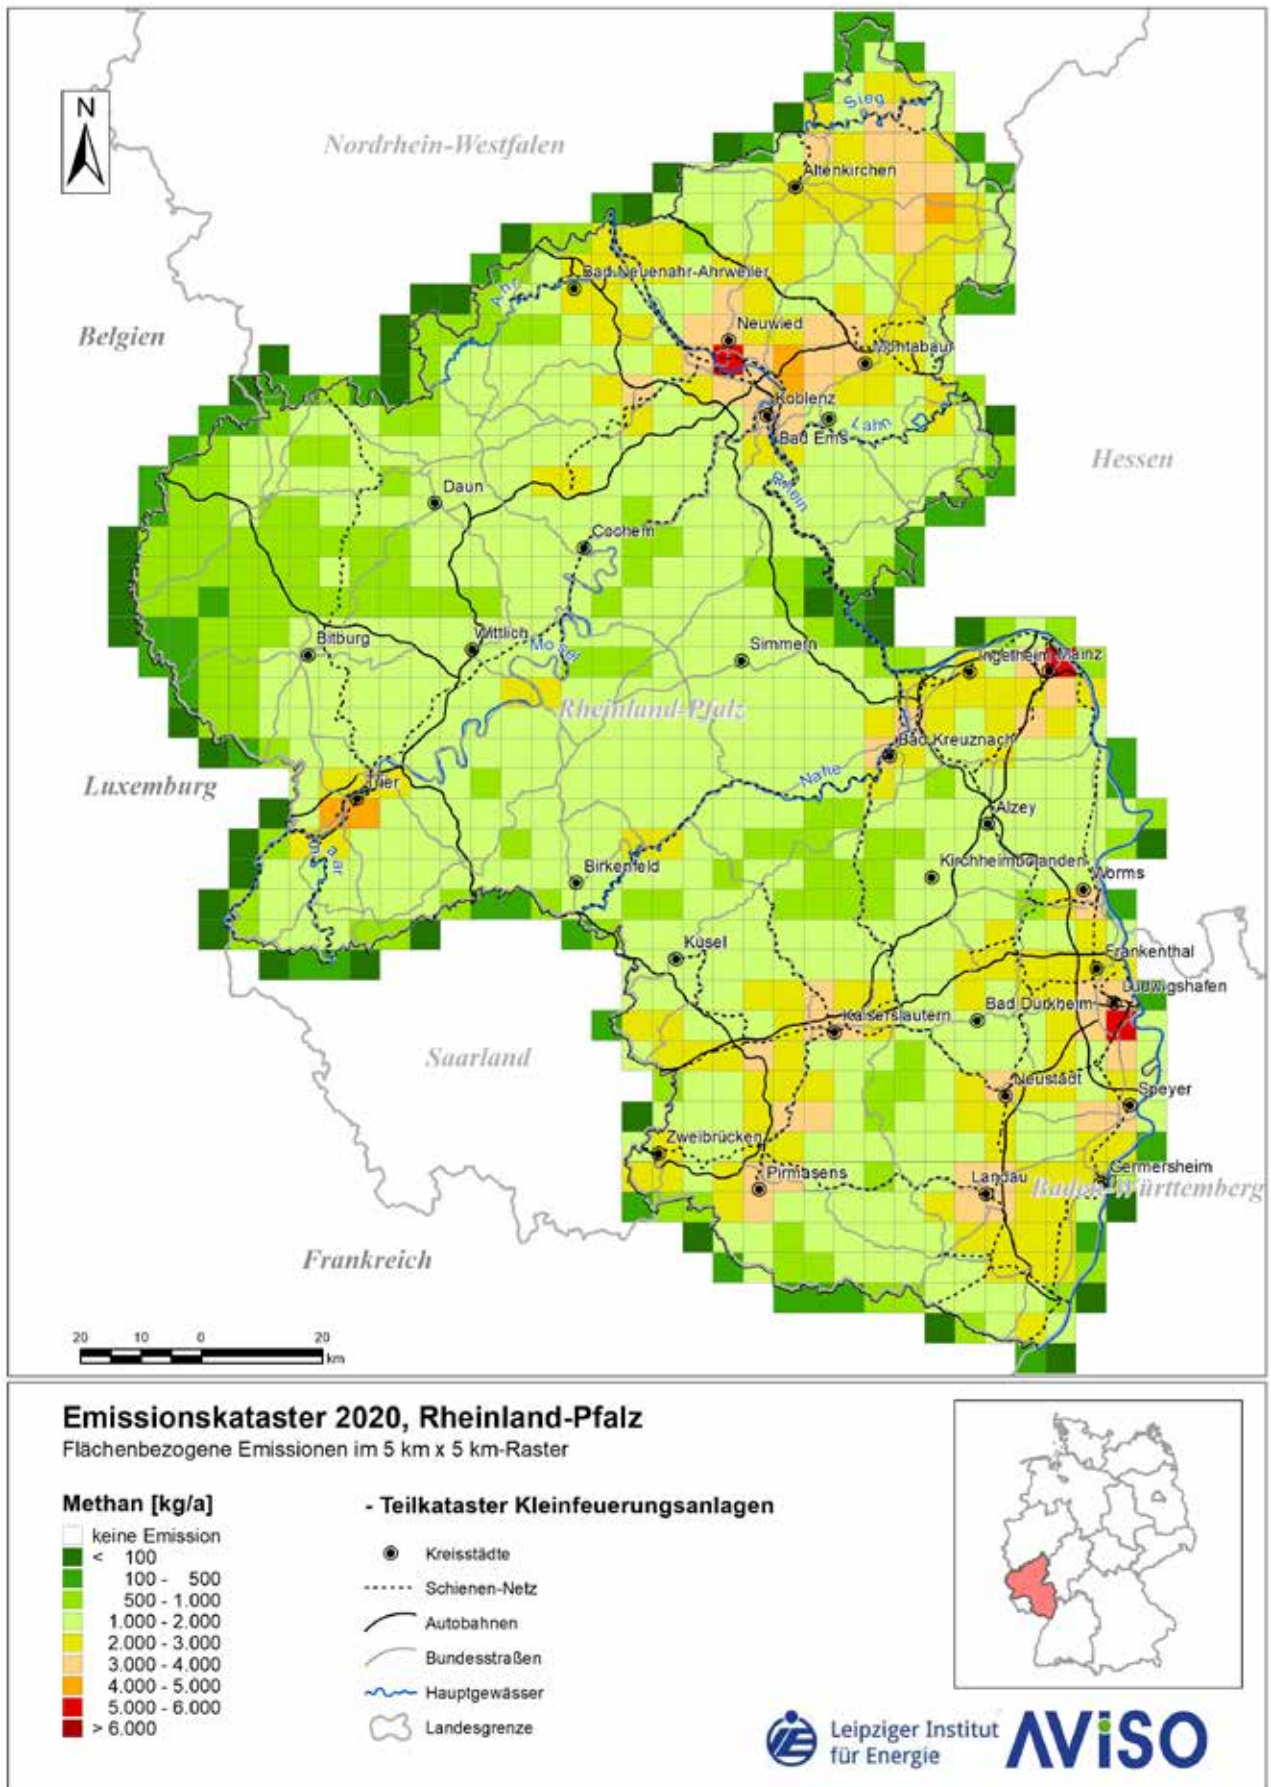 N
Nordrhein-Westfalen
Sieg
Altenkirchen
Bad Neuenahr-Ahrweiler
Ahr
Belgien
Neuwied
Montabaur
Koblenz
Lahn
Bad Ems
Hessen
Rhein
Daun
Cochem
Bitburg
Wittlich
Mosel
Simmern
Ingelheim
Mainz
Rheinland-Pfalz
Bad Kreuznach
Luxemburg
Trier
Nahe
Alzey
Saar
Birkenfeld
Kirchheimbolanden
Worms
Kusel
Frankenthal
Ludwigshafen
Kaiserslautern
Bad Dürkheim
Saarland
Neustadt
Speyer
Zweibrücken
Pirmasens
Landau
Germersheim
Baden-Württemberg
Frankreich
20 10 0 20
km
Emissionskataster 2020, Rheinland-Pfalz
Flächenbezogene Emissionen im 5 km x 5 km-Raster
Methan [kg/a]
keine Emission
< 100
100 - 500
500 - 1.000
1.000 - 2.000
2.000 - 3.000
3.000 - 4.000
4.000 - 5.000
5.000 - 6.000
> 6.000
- Teilkataster Kleinfeuerungsanlagen
Kreisstädte
Schienen-Netz
Autobahnen
Bundesstraßen
Hauptgewässer
Landesgrenze
Leipziger Institut
für Energie
AViSO